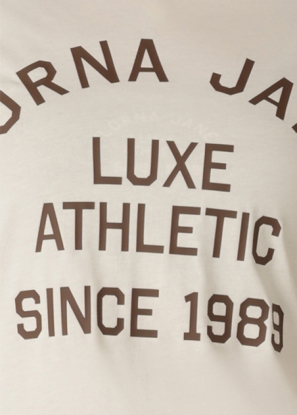 ORNA JA
LUXE
ATHLETIC
SINCE 1989